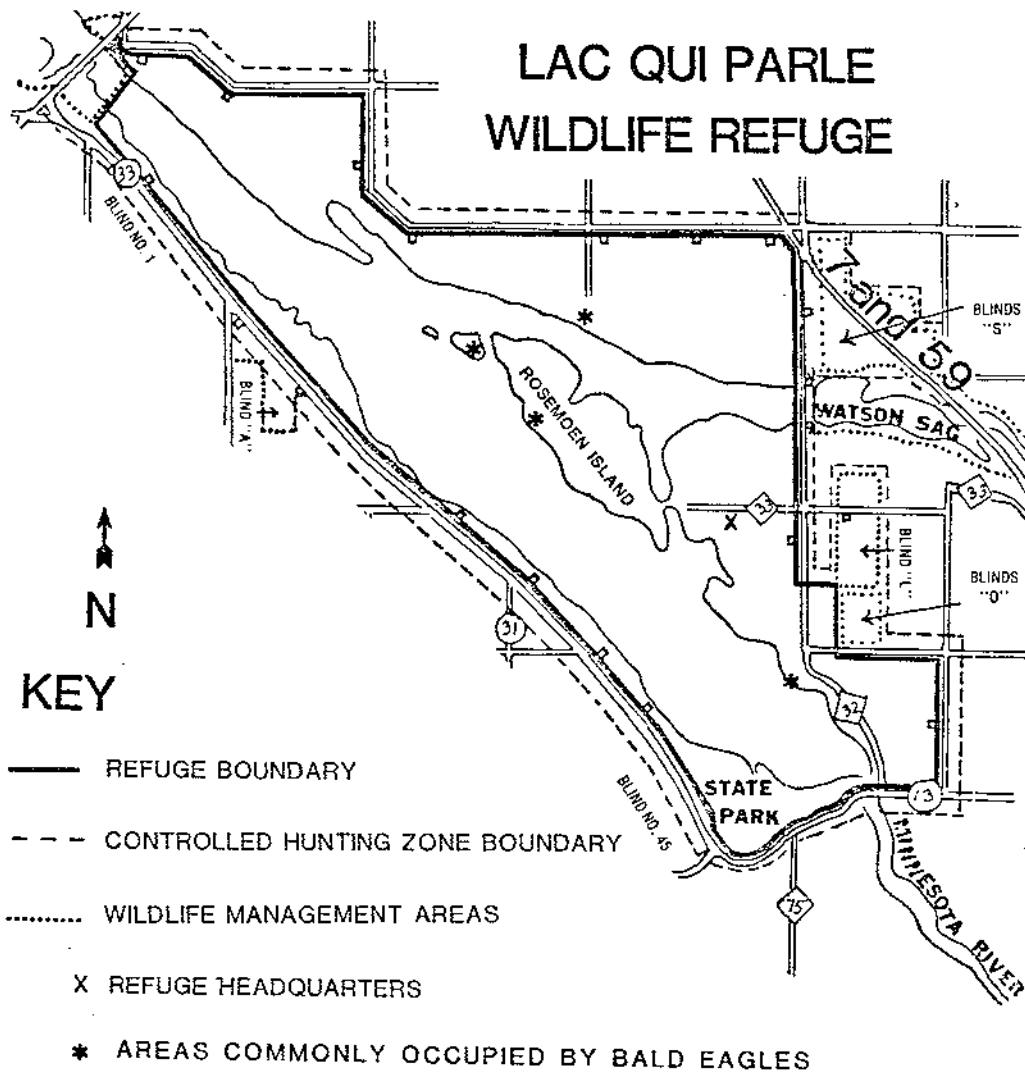 LAC QUI PARLE
WILDLIFE REFUGE
33
BLIND NO. 1
7 and 59
BLINDS
"S"
BLIND "A"
ROSEMOEN ISLAND
WATSON SAG
33
33
X
BLIND "L"
BLINDS
"O"
N
31
32
BLIND NO. 45
STATE
PARK
13
75
MINNESOTA RIVER
KEY
REFUGE BOUNDARY
CONTROLLED HUNTING ZONE BOUNDARY
WILDLIFE MANAGEMENT AREAS
X REFUGE HEADQUARTERS
* AREAS COMMONLY OCCUPIED BY BALD EAGLES